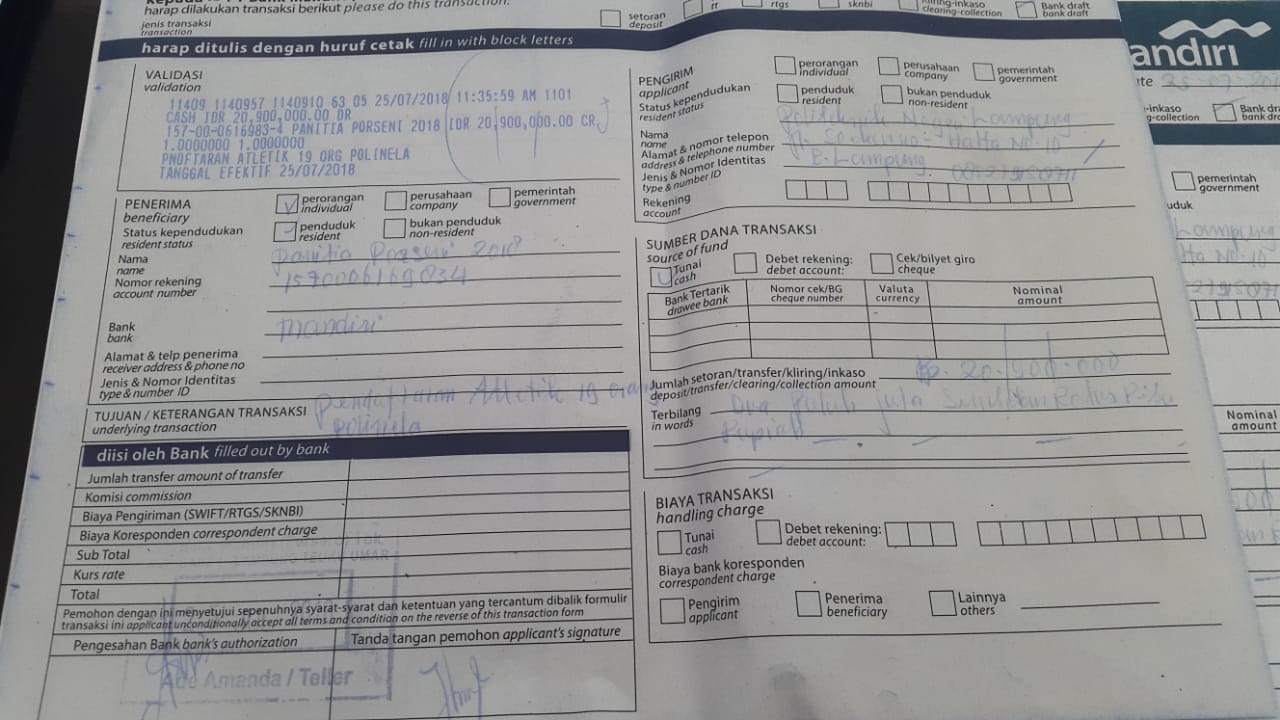 harap dilakukan transaksi berikut please do this transaction:
jenis transaksi
transaction
setoran
deposit
tt
rtgs
sknbi
kliring-inkaso
clearing-collection
Bank draft
bank draft
harap ditulis dengan huruf cetak fill in with block letters
VALIDASI
validation
11409 1140957 1140910 63 05 25/07/2018 11:35:59 AM 1101
CASH IDR 20,900,000.00 DR
157-00-0616983-4 PANITIA PORSENI 2018 IDR 20,900,000.00 CR
1.0000000 1.0000000
PNDFTARAN ATLETIK 19 ORG POLINELA
TANGGAL EFEKTIF 25/07/2018
PENERIMA
beneficiary
perorangan
individual
perusahaan
company
pemerintah
government
Status kependudukan
resident status
penduduk
resident
bukan penduduk
non-resident
Nama
name
Panitia Porseni 2018
Nomor rekening
account number
1570006169834
Bank
bank
Mandiri
Alamat & telp penerima
receiver address & phone no
Jenis & Nomor Identitas
type & number ID
TUJUAN / KETERANGAN TRANSAKSI
underlying transaction
Pendaftaran Atletik 19 orang
Polinela
diisi oleh Bank filled out by bank
Jumlah transfer amount of transfer
Komisi commission
Biaya Pengiriman (SWIFT/RTGS/SKNBI)
Biaya Koresponden correspondent charge
Sub Total
Kurs rate
Total
Pemohon dengan ini menyetujui sepenuhnya syarat-syarat dan ketentuan yang tercantum dibalik formulir
transaksi ini applicant unconditionally accept all terms and condition on the reverse of this transaction form
Pengesahan Bank bank's authorization
Tanda tangan pemohon applicant's signature
Amanda / Teller
PENGIRIM
applicant
perorangan
individual
perusahaan
company
pemerintah
government
Status kependudukan
resident status
penduduk
resident
bukan penduduk
non-resident
Nama
name
Politeknik Negeri Lampung
Alamat & nomor telepon
address & telephone number
Jl. Soekarno - Hatta No. 10
B. Lampung.
Jenis & Nomor Identitas
type & number ID
Rekening
account
SUMBER DANA TRANSAKSI
source of fund
Tunai
cash
Debet rekening:
debet account:
Cek/bilyet giro
cheque
Bank Tertarik
drawee bank
Nomor cek/BG
cheque number
Valuta
currency
Nominal
amount
Jumlah setoran/transfer/kliring/inkaso
deposit/transfer/clearing/collection amount
Rp. 20.900.000
Terbilang
in words
Dua Puluh juta Sembilan Ratus Ribu
Rupiah
BIAYA TRANSAKSI
handling charge
Tunai
cash
Debet rekening:
debet account:
Biaya bank koresponden
correspondent charge
Pengirim
applicant
Penerima
beneficiary
Lainnya
others
andiri
25-07-201
-inkaso
g-collection
Bank dra
bank dra
pemerintah
government
uduk
Lampung
Hatta No. 10
Nominal
amount